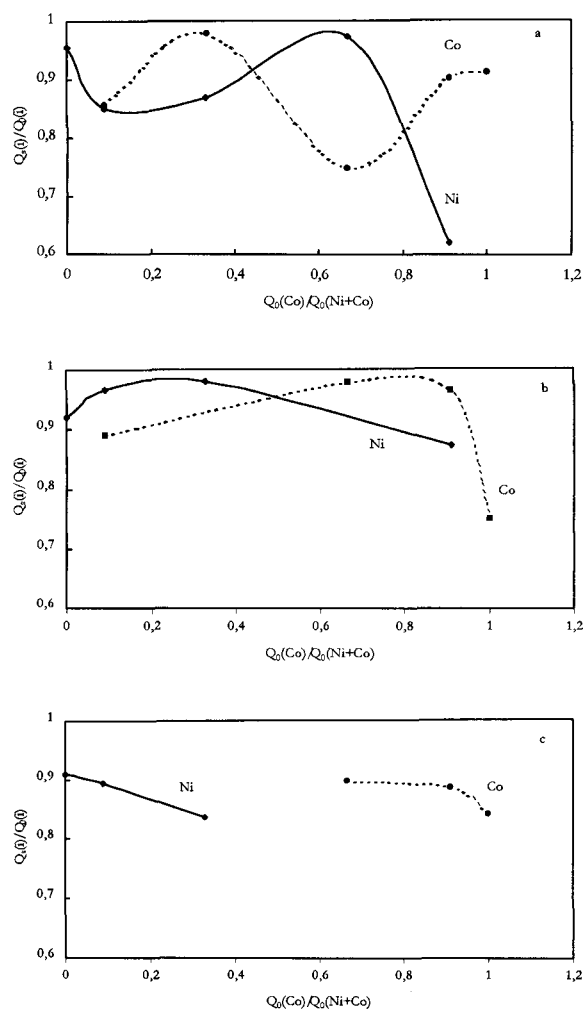 1
a
Co
0,9
Qs(i)/Q0(i)
0,8
0,7
Ni
0,6
0 0,2 0,4 0,6 0,8 1 1,2
Q0(Co)/Q0(Ni+Co)
1
b
0,9
Ni
Qs(i)/Q0(i)
0,8
Co
0,7
0,6
0 0,2 0,4 0,6 0,8 1 1,2
Q0(Co)/Q0(Ni+Co)
1
c
0,9
Ni Co
Qs(i)/Q0(i)
0,8
0,7
0,6
0 0,2 0,4 0,6 0,8 1 1,2
Q0(Co)/Q0(Ni+Co)